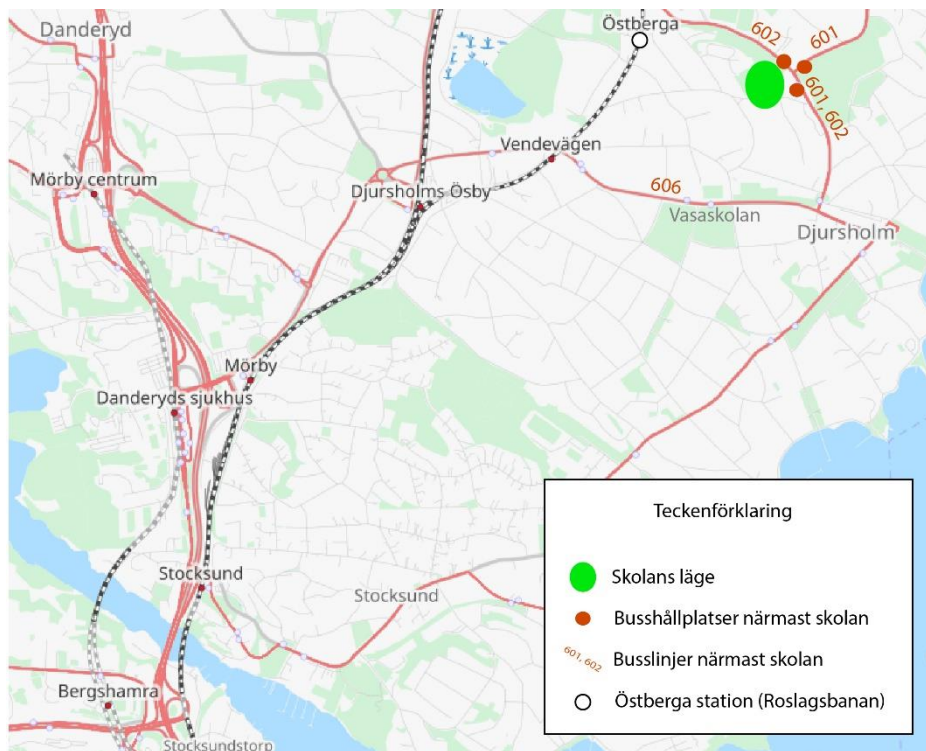 Östberga
Danderyd
602
601
601, 602
Vendevägen
Mörby centrum
Djursholms Ösby
606
Vasaskolan
Djursholm
Mörby
Danderyds sjukhus
Stocksund
Stocksund
Bergshamra
Stocksundstorp
Teckenförklaring
Skolans läge
Busshållplatser närmast skolan
601, 602
Busslinjer närmast skolan
Östberga station (Roslagsbanan)